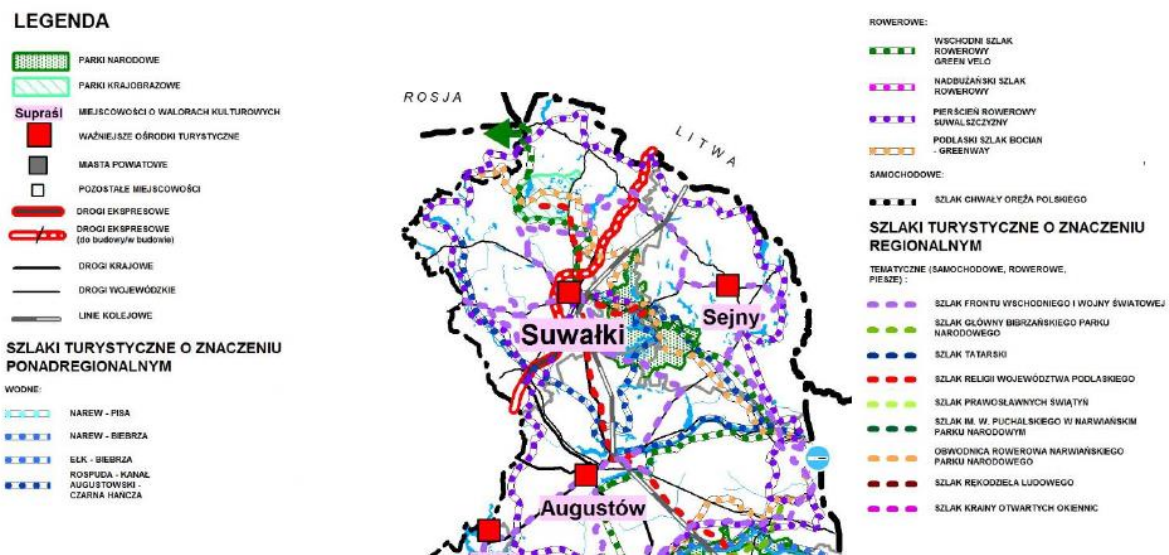 LEGENDA
PARKI NARODOWE
PARKI KRAJOBRAZOWE
Supraśl
MIEJSCOWOŚCI O WALORACH KULTUROWYCH
WAŻNIEJSZE OŚRODKI TURYSTYCZNE
MIASTA POWIATOWE
POZOSTAŁE MIEJSCOWOŚCI
DROGI EKSPRESOWE
DROGI EKSPRESOWE
(do budowy/w budowie)
DROGI KRAJOWE
DROGI WOJEWÓDZKIE
LINIE KOLEJOWE
SZLAKI TURYSTYCZNE O ZNACZENIU
PONADREGIONALNYM
WODNE:
NAREW - PISA
NAREW - BIEBRZA
EŁK - BIEBRZA
ROSPUDA - KANAŁ
AUGUSTOWSKI -
CZARNA HAŃCZA
ROSJA
LITWA
Suwałki
Sejny
Augustów
ROWEROWE:
WSCHODNI SZLAK
ROWEROWY
GREEN VELO
NADBUŻAŃSKI SZLAK
ROWEROWY
PIERŚCIEŃ ROWEROWY
SUWALSZCZYZNY
PODLASKI SZLAK BOCIAN
- GREENWAY
SAMOCHODOWE:
SZLAK CHWAŁY ORĘŻA POLSKIEGO
SZLAKI TURYSTYCZNE O ZNACZENIU
REGIONALNYM
TEMATYCZNE (SAMOCHODOWE, ROWEROWE,
PIESZE) :
SZLAK FRONTU WSCHODNIEGO I WOJNY ŚWIATOWEJ
SZLAK GŁÓWNY BIBRZAŃSKIEGO PARKU
NARODOWEGO
SZLAK TATARSKI
SZLAK RELIGII WOJEWÓDZTWA PODLASKIEGO
SZLAK PRAWOSŁAWNYCH ŚWIĄTYŃ
SZLAK IM. W. PUCHALSKIEGO W NARWIAŃSKIM
PARKU NARODOWYM
OBWODNICA ROWEROWA NARWIAŃSKIEGO
PARKU NARODOWEGO
SZLAK RĘKODZIEŁA LUDOWEGO
SZLAK KRAINY OTWARTYCH OKIENNIC